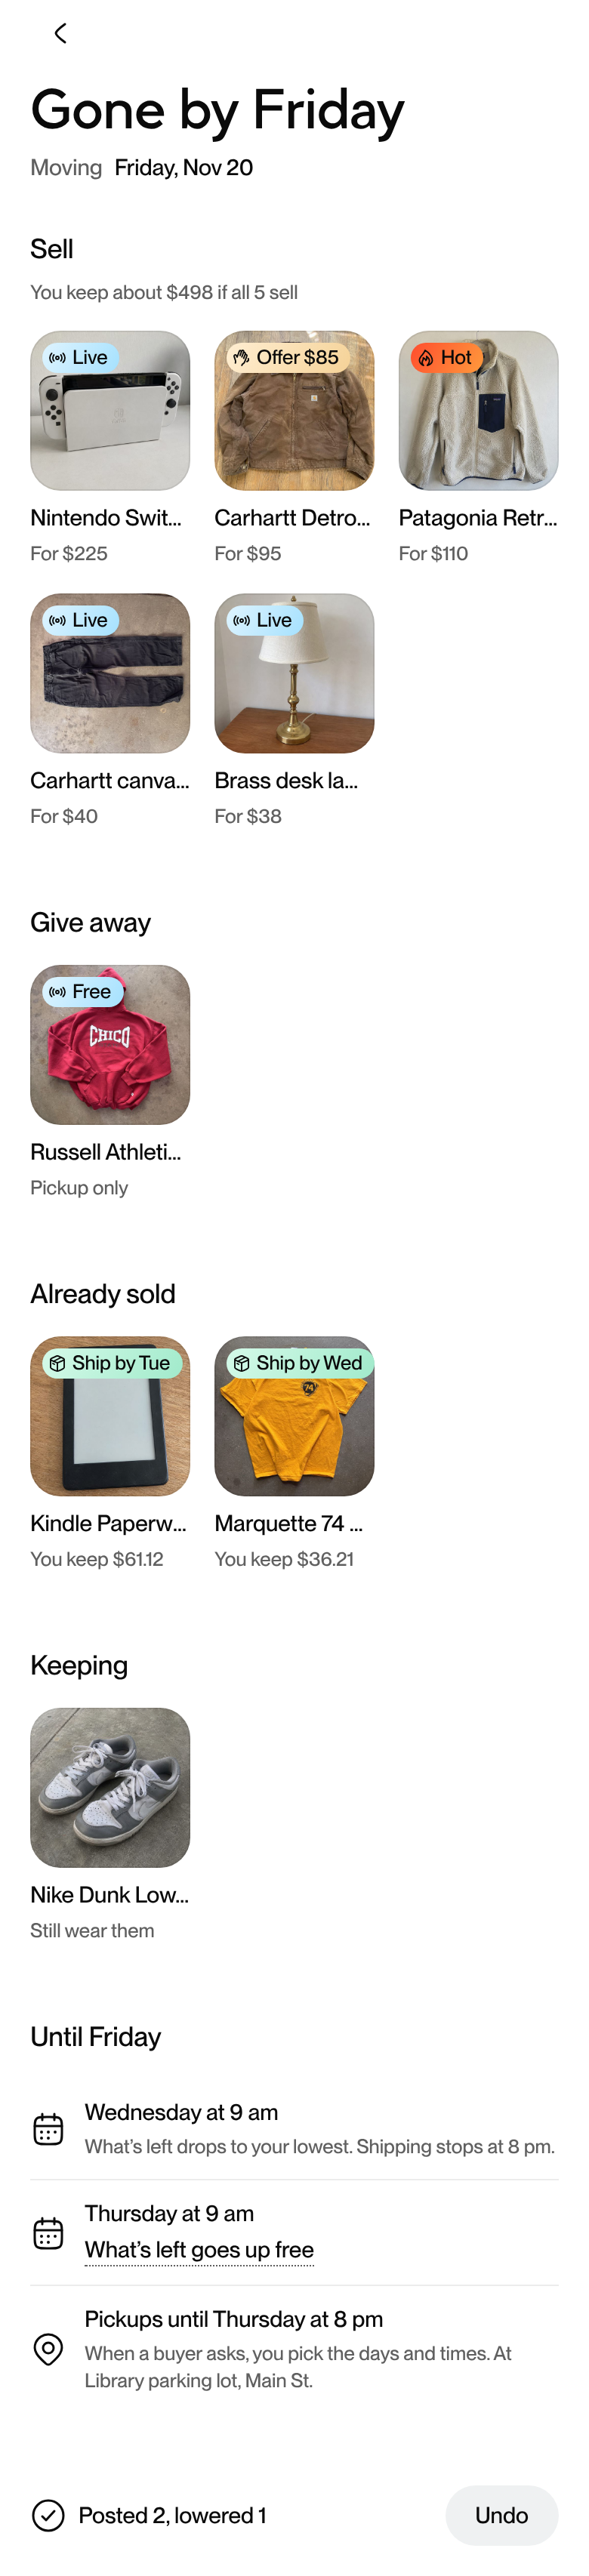 Gone by Friday
Moving Friday, Nov 20
Sell
You keep about $498 if all 5 sell
Live
Offer $85
Hot
Nintendo Swit...
Carhartt Detro...
Patagonia Retr...
For $225
For $95
For $110
Live
Live
Carhartt canva...
Brass desk la...
For $40
For $38
Give away
Free
CHICO
Russell Athleti...
Pickup only
Already sold
Ship by Tue
Ship by Wed
74
Kindle Paperw...
Marquette 74 ...
You keep $61.12
You keep $36.21
Keeping
Nike Dunk Low...
Still wear them
Until Friday
Wednesday at 9 am
What's left drops to your lowest. Shipping stops at 8 pm.
Thursday at 9 am
What's left goes up free
Pickups until Thursday at 8 pm
When a buyer asks, you pick the days and times. At
Library parking lot, Main St.
Posted 2, lowered 1
Undo